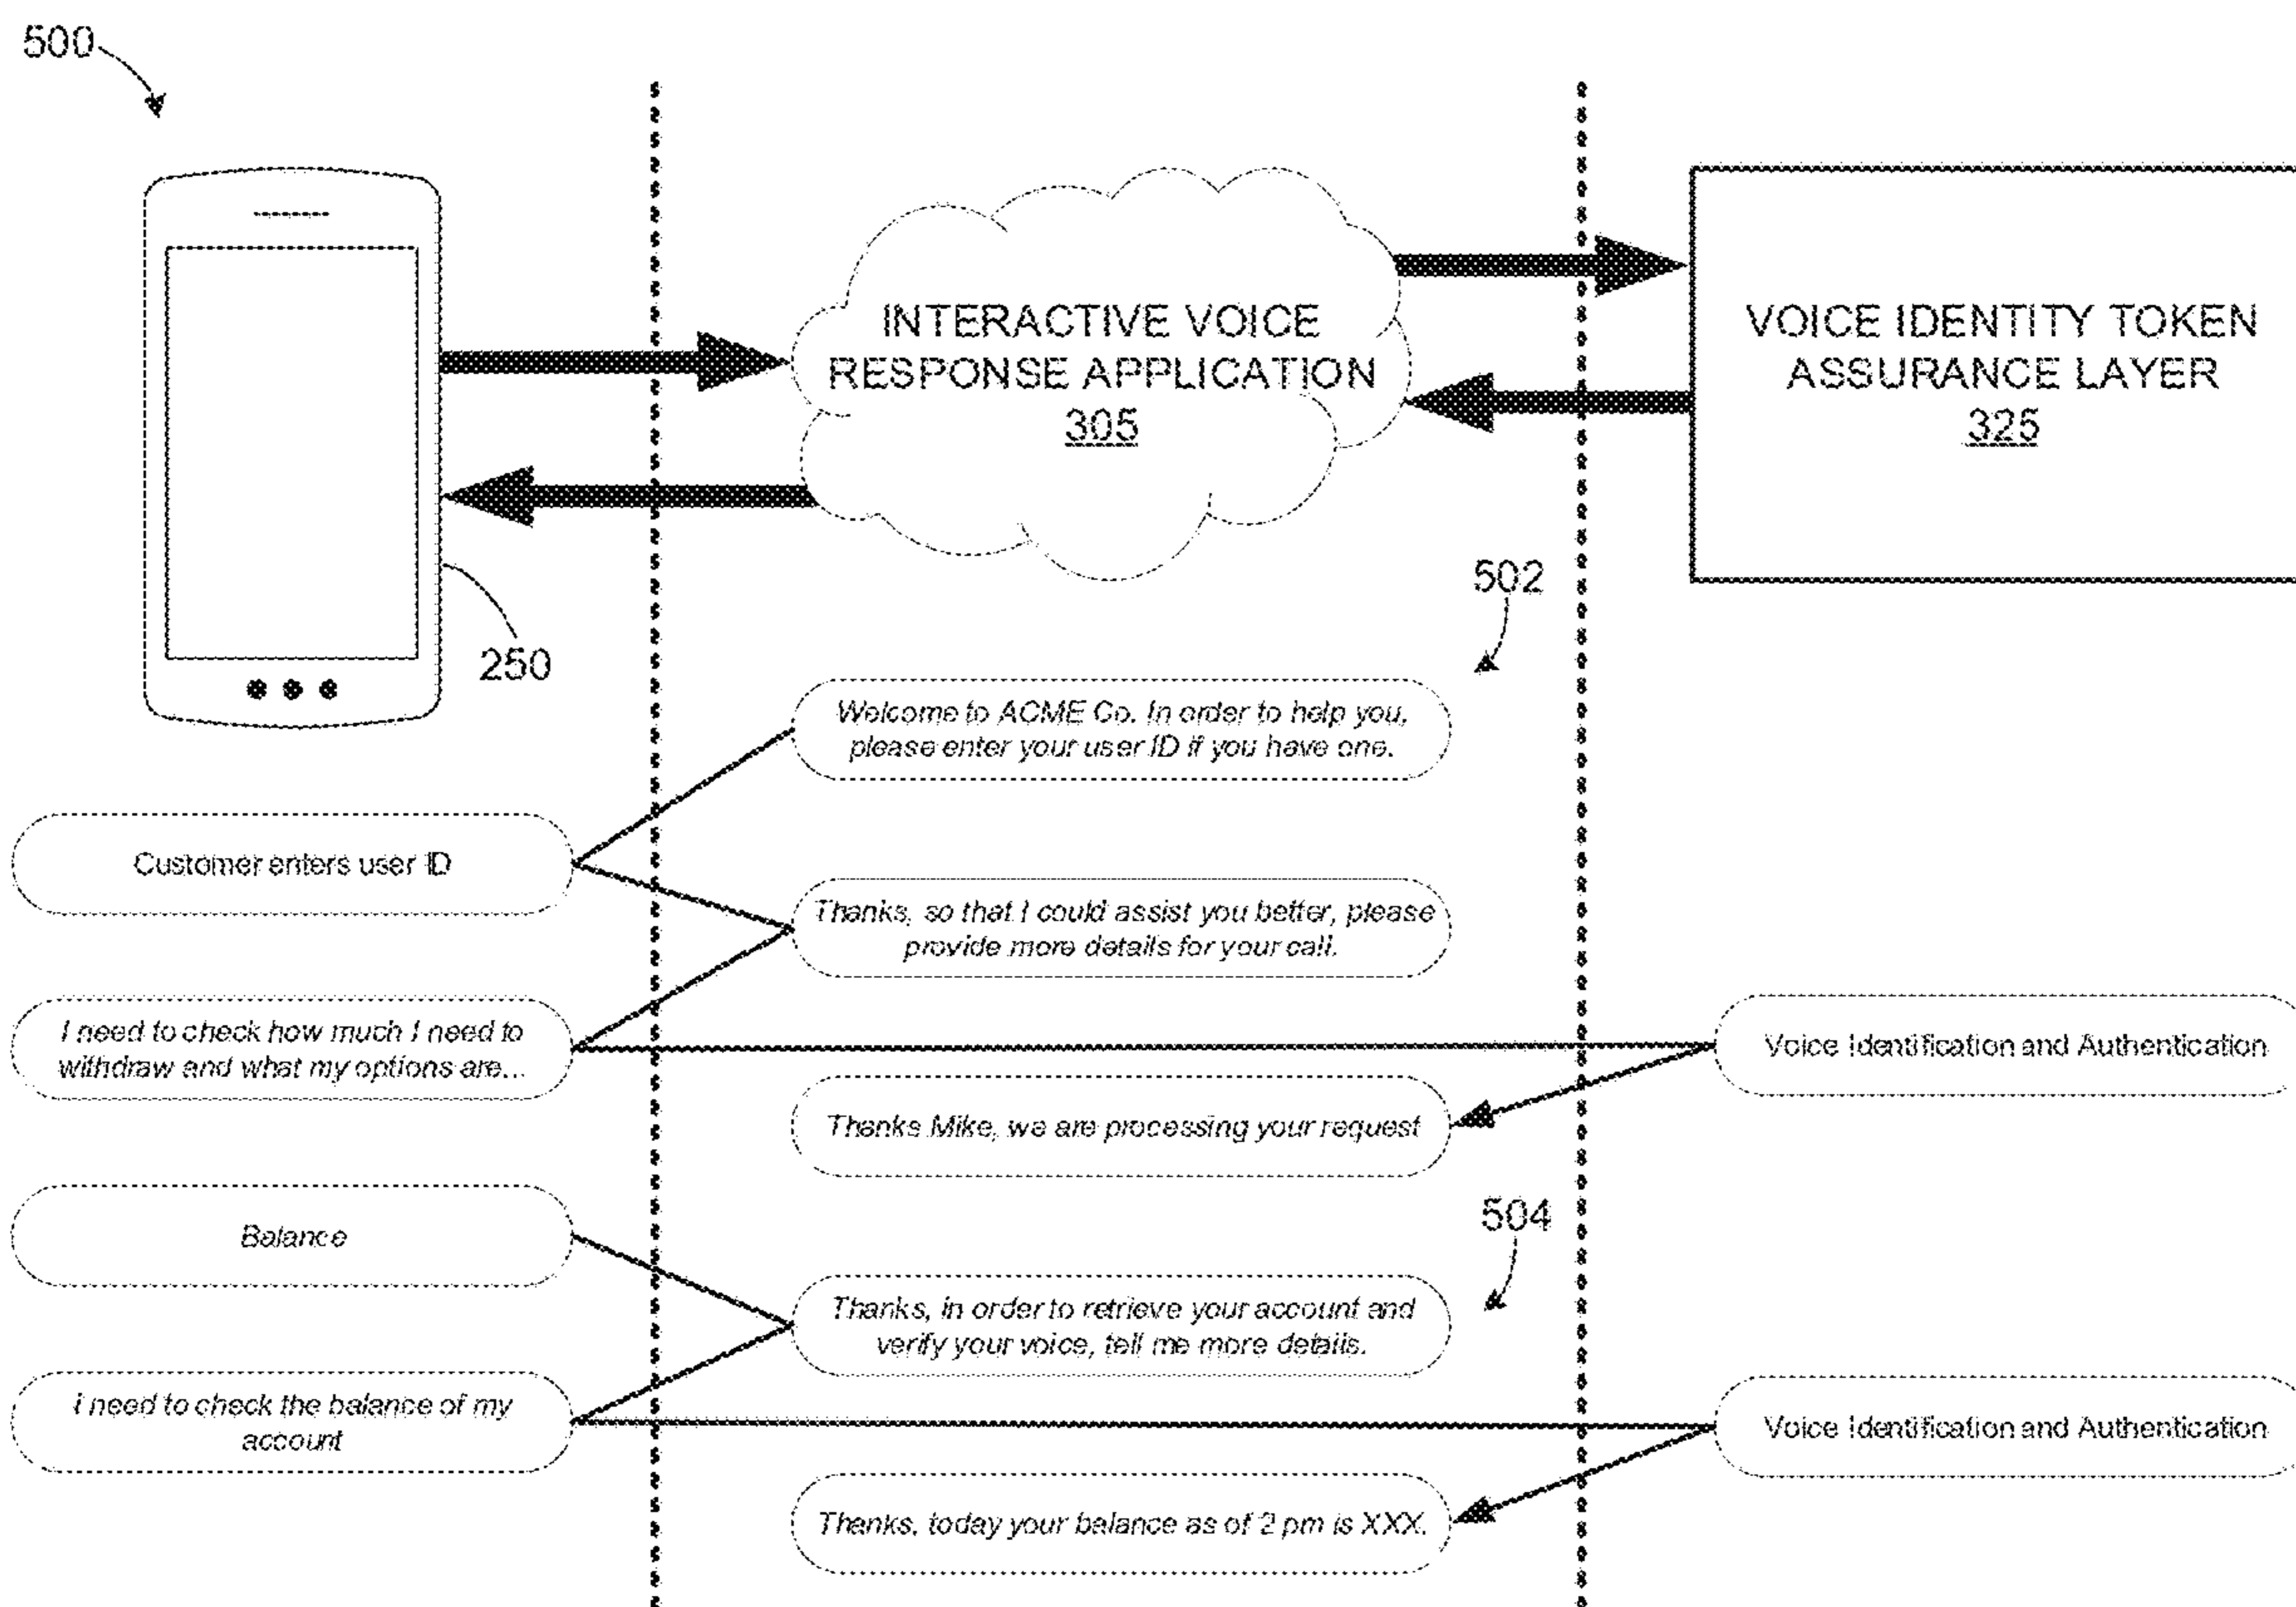 500
INTERACTIVE VOICE
RESPONSE APPLICATION
305
VOICE IDENTITY TOKEN
ASSURANCE LAYER
325
250
502
Welcome to ACME Co. In order to help you,
please enter your user ID if you have one.
Customer enters user ID
Thanks, so that I could assist you better, please
provide more details for your call.
I need to check how much I need to
withdraw and what my options are...
Voice Identification and Authentication
Thanks Mike, we are processing your request
504
Balance
Thanks, in order to retrieve your account and
verify your voice, tell me more details.
I need to check the balance of my
account
Voice Identification and Authentication
Thanks, today your balance as of 2 pm is XXX.